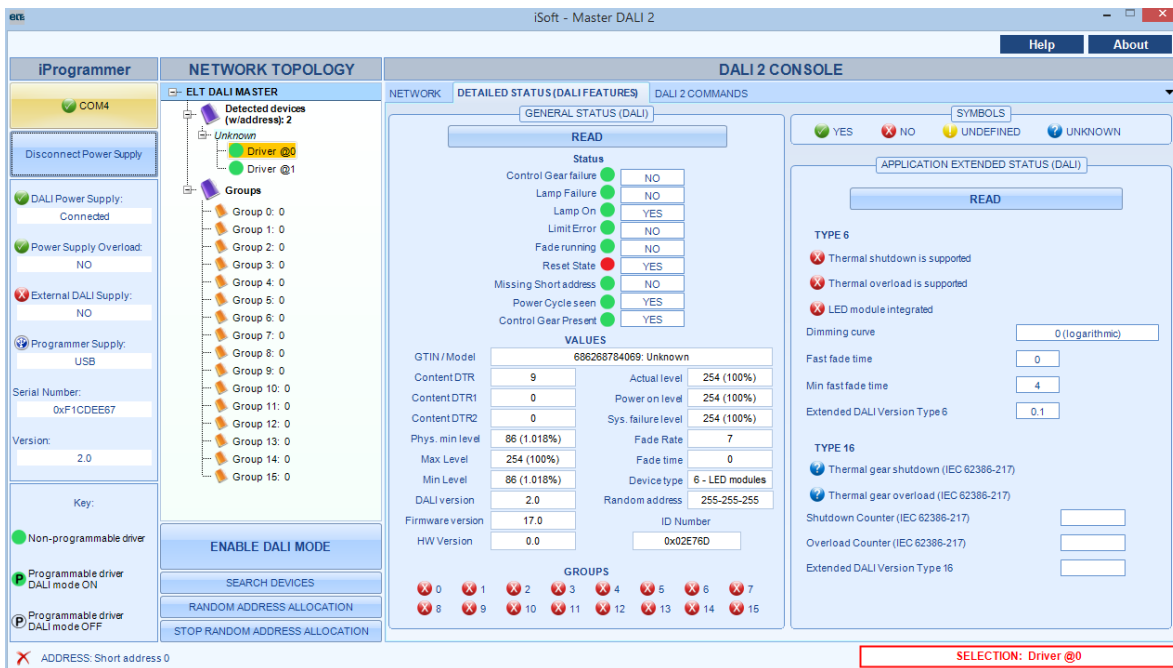 ELT
iSoft - Master DALI 2
Help
About
iProgrammer
COM4
Disconnect Power Supply
DALI Power Supply:
Connected
Power Supply Overload:
NO
External DALI Supply:
NO
Programmer Supply:
USB
Serial Number:
0xF1CDEE67
Version:
2.0
Key:
Non-programmable driver
P Programmable driver
DALI mode ON
P Programmable driver
DALI mode OFF
NETWORK TOPOLOGY
ELT DALI MASTER
Detected devices
(w/address): 2
Unknown
Driver @0
Driver @1
Groups
Group 0: 0
Group 1: 0
Group 2: 0
Group 3: 0
Group 4: 0
Group 5: 0
Group 6: 0
Group 7: 0
Group 8: 0
Group 9: 0
Group 10: 0
Group 11: 0
Group 12: 0
Group 13: 0
Group 14: 0
Group 15: 0
ENABLE DALI MODE
SEARCH DEVICES
RANDOM ADDRESS ALLOCATION
STOP RANDOM ADDRESS ALLOCATION
DALI 2 CONSOLE
NETWORK DETAILED STATUS (DALI FEATURES) DALI 2 COMMANDS
GENERAL STATUS (DALI)
READ
Status
Control Gear failure NO
Lamp Failure NO
Lamp On YES
Limit Error NO
Fade running NO
Reset State YES
Missing Short address NO
Power Cycle seen YES
Control Gear Present YES
VALUES
GTIN / Model 686268784069: Unknown
Content DTR 9 Actual level 254 (100%)
Content DTR1 0 Power on level 254 (100%)
Content DTR2 0 Sys. failure level 254 (100%)
Phys. min level 86 (1.018%) Fade Rate 7
Max Level 254 (100%) Fade time 0
Min Level 86 (1.018%) Device type 6 - LED modules
DALI version 2.0 Random address 255-255-255
Firmware version 17.0 ID Number
HW Version 0.0 0x02E76D
GROUPS
0 1 2 3 4 5 6 7
8 9 10 11 12 13 14 15
SYMBOLS
YES NO UNDEFINED UNKNOWN
APPLICATION EXTENDED STATUS (DALI)
READ
TYPE 6
Thermal shutdown is supported
Thermal overload is supported
LED module integrated
Dimming curve 0 (logarithmic)
Fast fade time 0
Min fast fade time 4
Extended DALI Version Type 6 0.1
TYPE 16
Thermal gear shutdown (IEC 62386-217)
Thermal gear overload (IEC 62386-217)
Shutdown Counter (IEC 62386-217)
Overload Counter (IEC 62386-217)
Extended DALI Version Type 16
ADDRESS: Short address 0
SELECTION: Driver @0